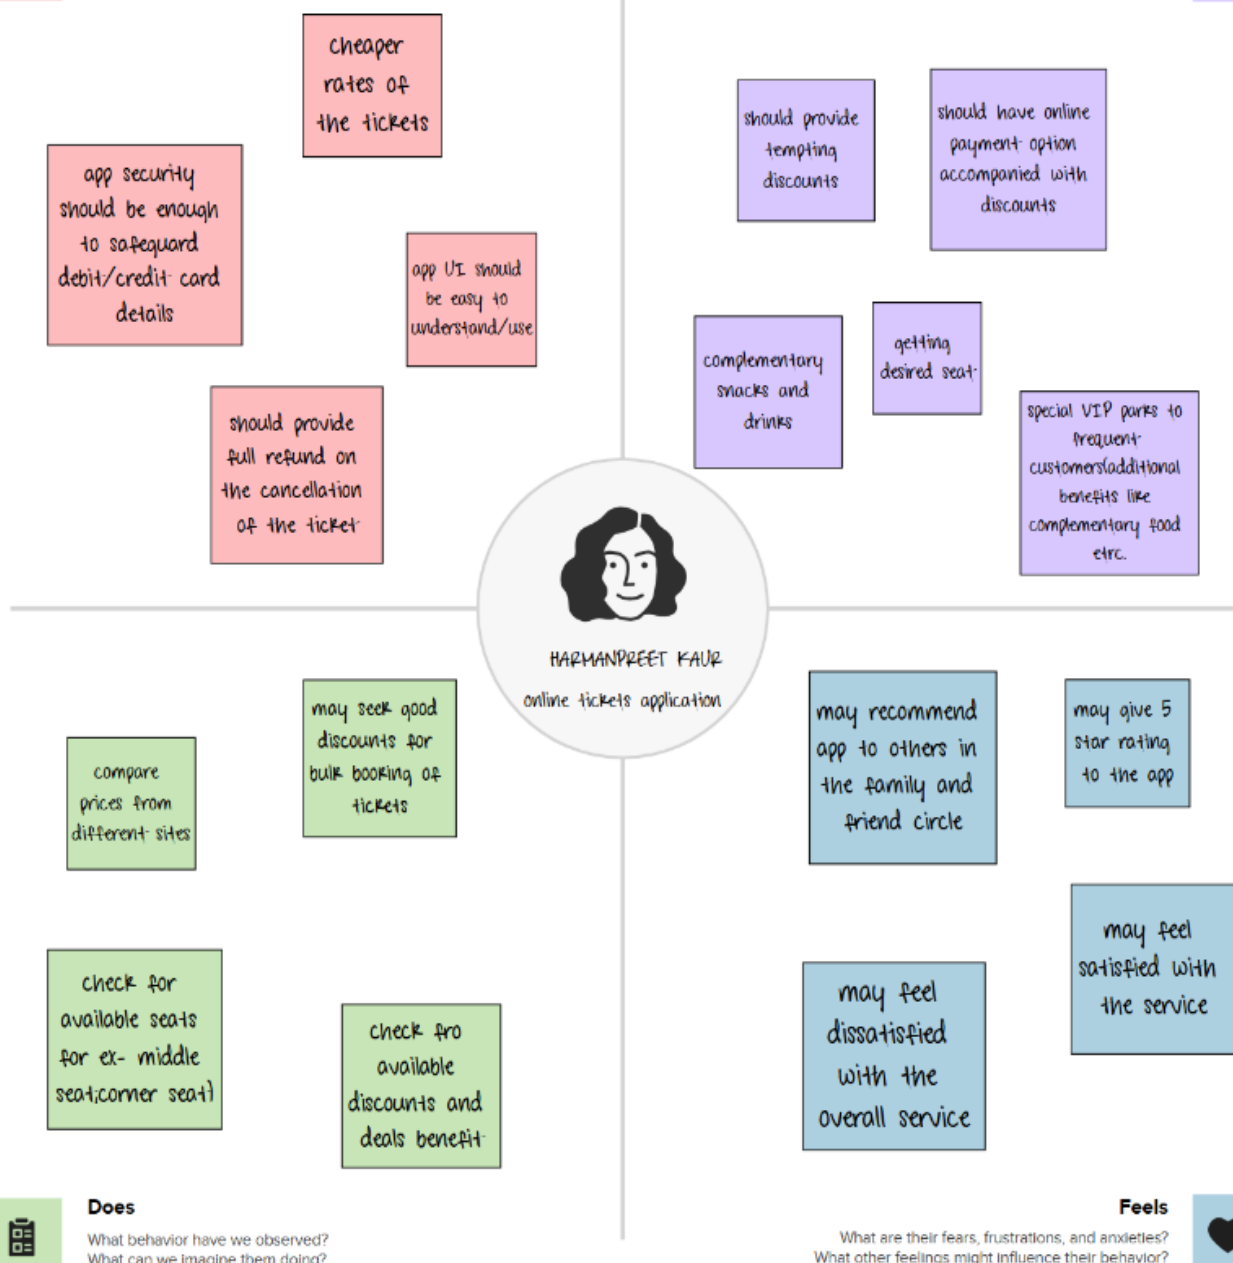 cheaper
rates of
the tickets
app security
should be enough
to safeguard
debit/credit card
details
app UI should
be easy to
understand/use
should provide
full refund on
the cancellation
of the ticket
should provide
tempting
discounts
should have online
payment option
accompanied with
discounts
complementary
snacks and
drinks
getting
desired seat
special VIP parks to
frequent
customers(additional
benefits like
complementary food
etrc.
HARMANPREET KAUR
online tickets application
compare
prices from
different sites
may seek good
discounts for
bulk booking of
tickets
check for
available seats
for ex- middle
seat;corner seat)
check fro
available
discounts and
deals benefit
may recommend
app to others in
the family and
friend circle
may give 5
star rating
to the app
may feel
dissatisfied
with the
overall service
may feel
satisfied with
the service
Does
What behavior have we observed?
What can we imagine them doing?
Feels
What are their fears, frustrations, and anxieties?
What other feelings might influence their behavior?